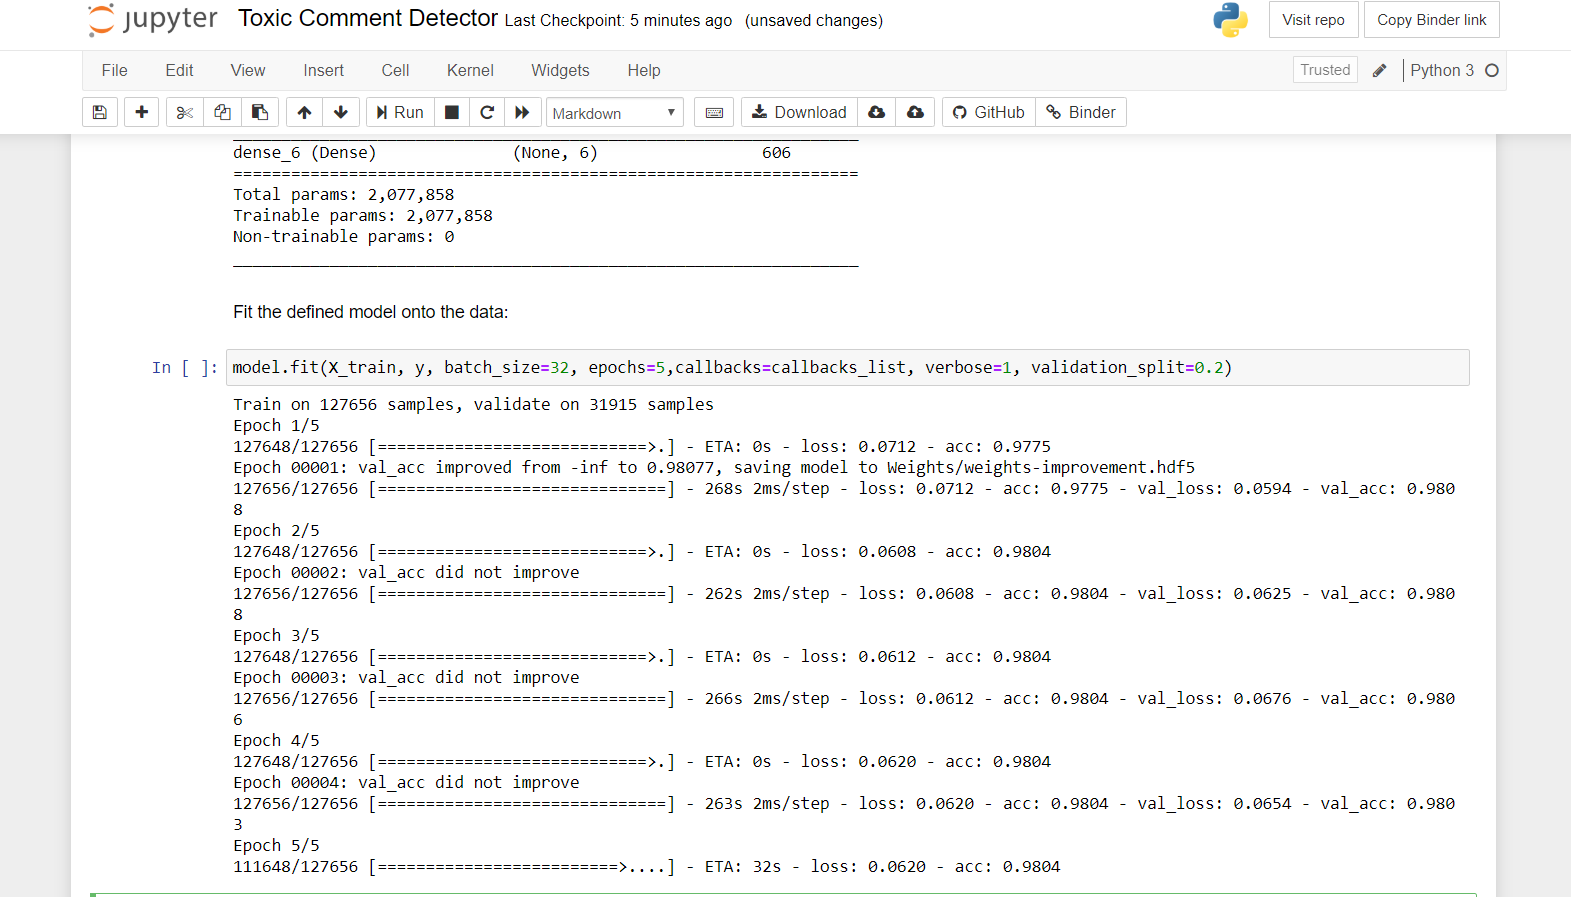 jupyter Toxic Comment Detector Last Checkpoint: 5 minutes ago (unsaved changes) Visit repo Copy Binder link
File Edit View Insert Cell Kernel Widgets Help Trusted Python 3
Run Markdown Download GitHub Binder
dense_6 (Dense) (None, 6) 606
=================================================================
Total params: 2,077,858
Trainable params: 2,077,858
Non-trainable params: 0
_________________________________________________________________
Fit the defined model onto the data:
In [ ]: model.fit(X_train, y, batch_size=32, epochs=5,callbacks=callbacks_list, verbose=1, validation_split=0.2)
Train on 127656 samples, validate on 31915 samples
Epoch 1/5
127648/127656 [============================>.] - ETA: 0s - loss: 0.0712 - acc: 0.9775
Epoch 00001: val_acc improved from -inf to 0.98077, saving model to Weights/weights-improvement.hdf5
127656/127656 [==============================] - 268s 2ms/step - loss: 0.0712 - acc: 0.9775 - val_loss: 0.0594 - val_acc: 0.980
8
Epoch 2/5
127648/127656 [============================>.] - ETA: 0s - loss: 0.0608 - acc: 0.9804
Epoch 00002: val_acc did not improve
127656/127656 [==============================] - 262s 2ms/step - loss: 0.0608 - acc: 0.9804 - val_loss: 0.0625 - val_acc: 0.980
8
Epoch 3/5
127648/127656 [============================>.] - ETA: 0s - loss: 0.0612 - acc: 0.9804
Epoch 00003: val_acc did not improve
127656/127656 [==============================] - 266s 2ms/step - loss: 0.0612 - acc: 0.9804 - val_loss: 0.0676 - val_acc: 0.980
6
Epoch 4/5
127648/127656 [============================>.] - ETA: 0s - loss: 0.0620 - acc: 0.9804
Epoch 00004: val_acc did not improve
127656/127656 [==============================] - 263s 2ms/step - loss: 0.0620 - acc: 0.9804 - val_loss: 0.0654 - val_acc: 0.980
3
Epoch 5/5
111648/127656 [=========================>....] - ETA: 32s - loss: 0.0620 - acc: 0.9804